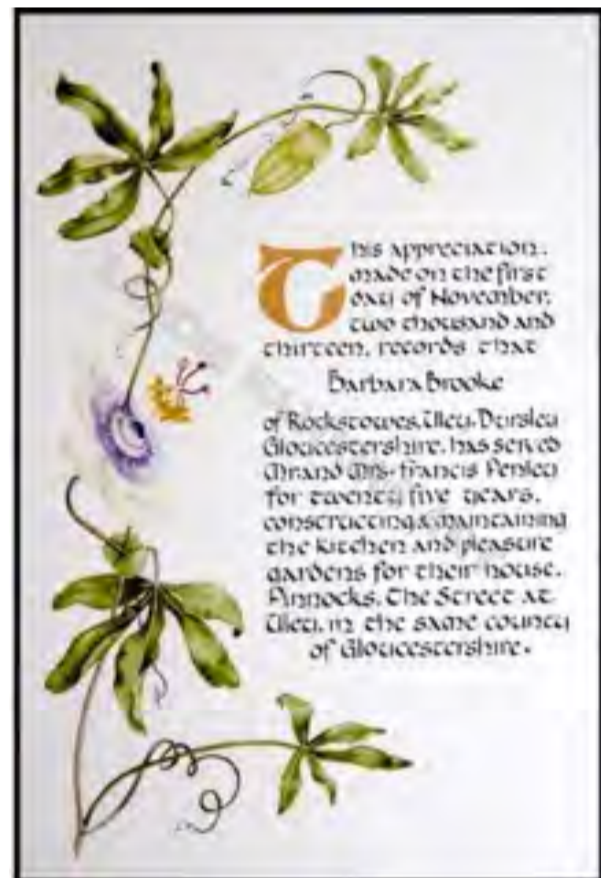 This appreciation,
made on the first
day of November,
two thousand and
thirteen, records that
Barbara Brooke
of Rockstowes, Uley, Dursley
Gloucestershire, has served
Mr and Mrs. Francis Penley
for twenty five years,
constructing & maintaining
the kitchen and pleasure
gardens for their house,
Pinnocks, The Street at
Uley, in the same county
of Gloucestershire.